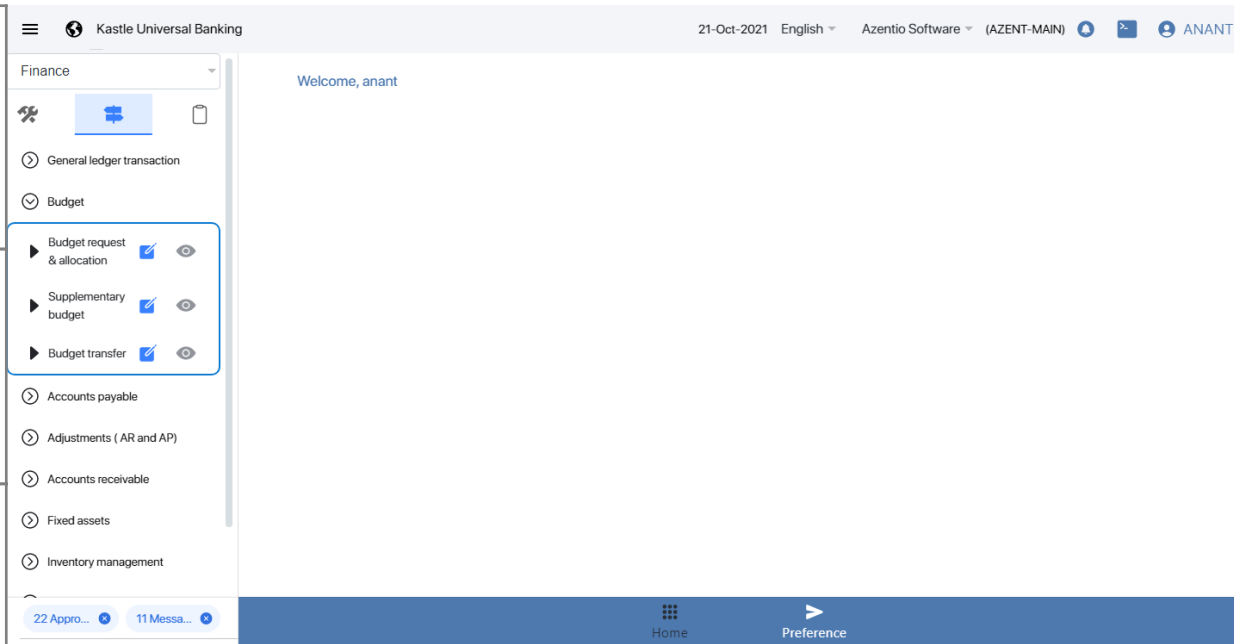 Kastle Universal Banking
21-Oct-2021 English Azentio Software (AZENT-MAIN) ANANT
Finance
Welcome, anant
General ledger transaction
Budget
Budget request
& allocation
Supplementary
budget
Budget transfer
Accounts payable
Adjustments ( AR and AP)
Accounts receivable
Fixed assets
Inventory management
22 Appro... 11 Messa...
Home Preference